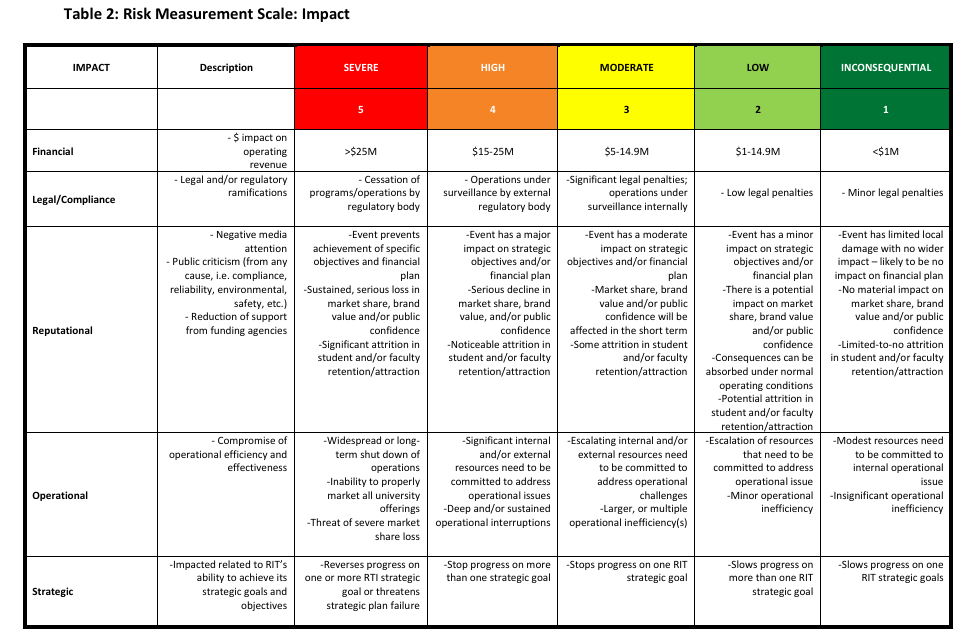 Table 2: Risk Measurement Scale: Impact
IMPACT
Description
SEVERE
HIGH
MODERATE
LOW
INCONSEQUENTIAL
5
4
3
2
1
Financial
- $ impact on
operating
revenue
>$25M
$15-25M
$5-14.9M
$1-14.9M
<$1M
Legal/Compliance
- Legal and/or regulatory
ramifications
- Cessation of
programs/operations by
regulatory body
- Operations under
surveillance by external
regulatory body
-Significant legal penalties;
operations under
surveillance internally
- Low legal penalties
- Minor legal penalties
Reputational
- Negative media
attention
- Public criticism (from any
cause, i.e. compliance,
reliability, environmental,
safety, etc.)
- Reduction of support
from funding agencies
-Event prevents
achievement of specific
objectives and financial
plan
-Sustained, serious loss in
market share, brand
value and/or public
confidence
-Significant attrition in
student and/or faculty
retention/attraction
-Event has a major
impact on strategic
objectives and/or
financial plan
-Serious decline in
market share, brand
value, and/or public
confidence
-Noticeable attrition in
student and/or faculty
retention/attraction
-Event has a moderate
impact on strategic
objectives and/or financial
plan
-Market share, brand
value and/or public
confidence will be
affected in the short term
-Some attrition in student
and/or faculty
retention/attraction
-Event has a minor
impact on strategic
objectives and/or
financial plan
-There is a potential
impact on market
share, brand value
and/or public
confidence
-Consequences can be
absorbed under normal
operating conditions
-Potential attrition in
student and/or faculty
retention/attraction
-Event has limited local
damage with no wider
impact – likely to be no
impact on financial plan
-No material impact on
market share, brand
value and/or public
confidence
-Limited-to-no attrition
in student and/or faculty
retention/attraction
Operational
- Compromise of
operational efficiency and
effectiveness
-Widespread or long-
term shut down of
operations
-Inability to properly
market all university
offerings
-Threat of severe market
share loss
-Significant internal
and/or external
resources need to be
committed to address
operational issues
-Deep and/or sustained
operational interruptions
-Escalating internal and/or
external resources need
to be committed to
address operational
challenges
-Larger, or multiple
operational inefficiency(s)
-Escalation of resources
that need to be
committed to address
operational issue
-Minor operational
inefficiency
-Modest resources need
to be committed to
internal operational
issue
-Insignificant operational
inefficiency
Strategic
-Impacted related to RIT's
ability to achieve its
strategic goals and
objectives
-Reverses progress on
one or more RTI strategic
goal or threatens
strategic plan failure
-Stop progress on more
than one strategic goal
-Stops progress on one RIT
strategic goal
-Slows progress on
more than one RIT
strategic goal
-Slows progress on one
RIT strategic goals